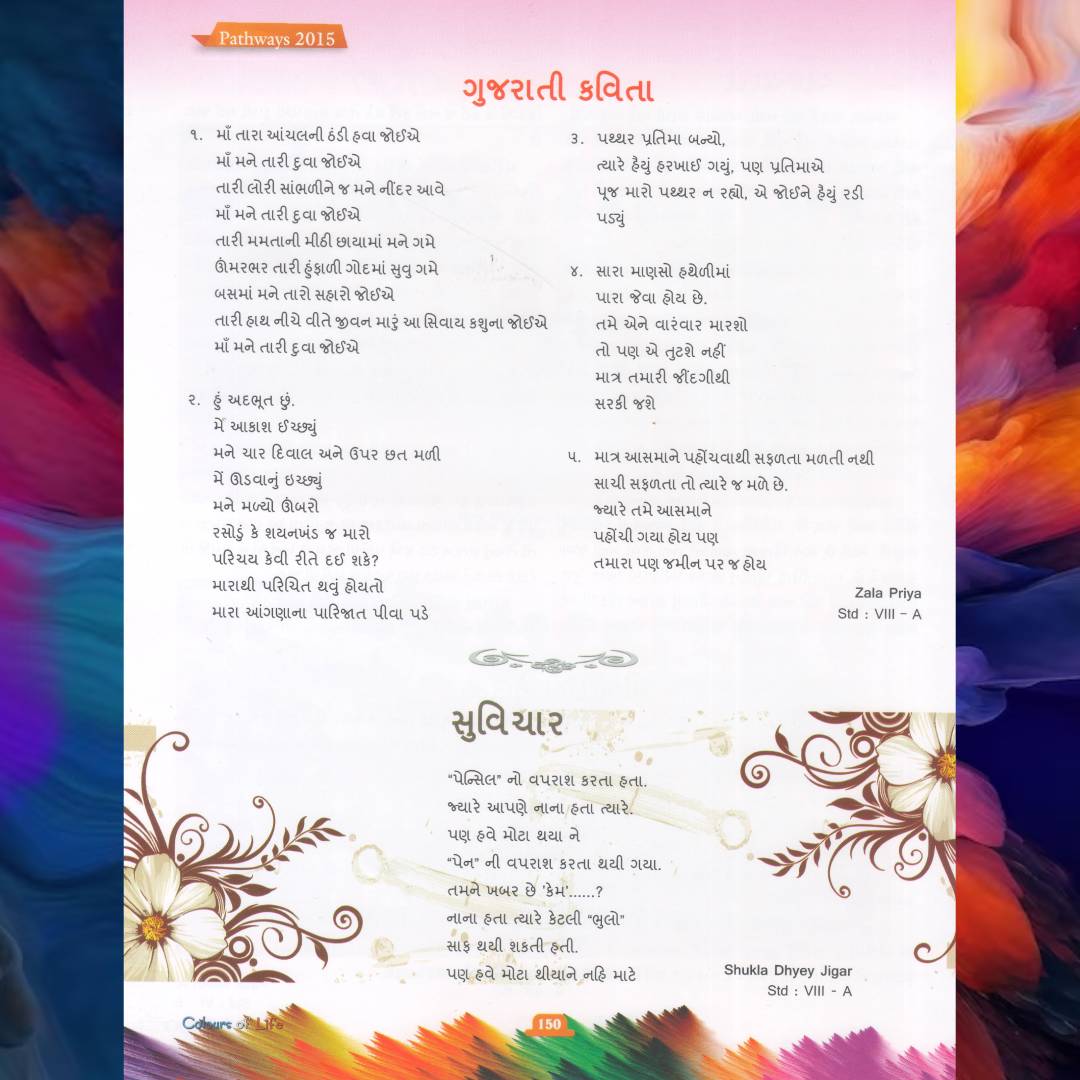 Pathways 2015
ગુજરાતી કવિતા
૧. માઁ તારા આંચલની ઠંડી હવા જોઈએ
માઁ મને તારી દુવા જોઈએ
તારી લોરી સાંભળીને જ મને નીંદર આવે
માઁ મને તારી દુવા જોઈએ
તારી મમતાની મીઠી છાયામાં મને ગમે
ઊંમરભર તારી હુંફાળી ગોદમાં સુવુ ગમે
બસમાં મને તારો સહારો જોઈએ
તારી હાથ નીચે વીતે જીવન મારું આ સિવાય કશુના જોઈએ
માઁ મને તારી દુવા જોઈએ
૨. હું અદભૂત છું.
મેં આકાશ ઈચ્છ્યું
મને ચાર દિવાલ અને ઉપર છત મળી
મેં ઊડવાનું ઇચ્છ્યું
મને મળ્યો ઊંબરો
રસોડું કે શયનખંડ જ મારો
પરિચય કેવી રીતે દઈ શકે?
મારાથી પરિચિત થવું હોયતો
મારા આંગણાના પારિજાત પીવા પડે
૩. પથ્થર પ્રતિમા બન્યો,
ત્યારે હૈયું હરખાઈ ગયું, પણ પ્રતિમાએ
પૂજ મારો પથ્થર ન રહ્યો, એ જોઈને હૈયું રડી
પડ્યું
૪. સારા માણસો હથેળીમાં
પારા જેવા હોય છે.
તમે એને વારંવાર મારશો
તો પણ એ તુટશે નહીં
માત્ર તમારી જીંદગીથી
સરકી જશે
૫. માત્ર આસમાને પહોંચવાથી સફળતા મળતી નથી
સાચી સફળતા તો ત્યારે જ મળે છે.
જ્યારે તમે આસમાને
પહોંચી ગયા હોય પણ
તમારા પણ જમીન પર જ હોય
Zala Priya
Std : VIII - A
સુવિચાર
"પેન્સિલ" નો વપરાશ કરતા હતા.
જ્યારે આપણે નાના હતા ત્યારે.
પણ હવે મોટા થયા ને
"પેન" ની વપરાશ કરતા થયી ગયા.
તમને ખબર છે 'કેમ'......?
નાના હતા ત્યારે કેટલી "ભુલો"
સાફ થયી શકતી હતી.
પણ હવે મોટા થીયાને નહિ માટે
Shukla Dhyey Jigar
Std : VIII - A
Colours of Life
150